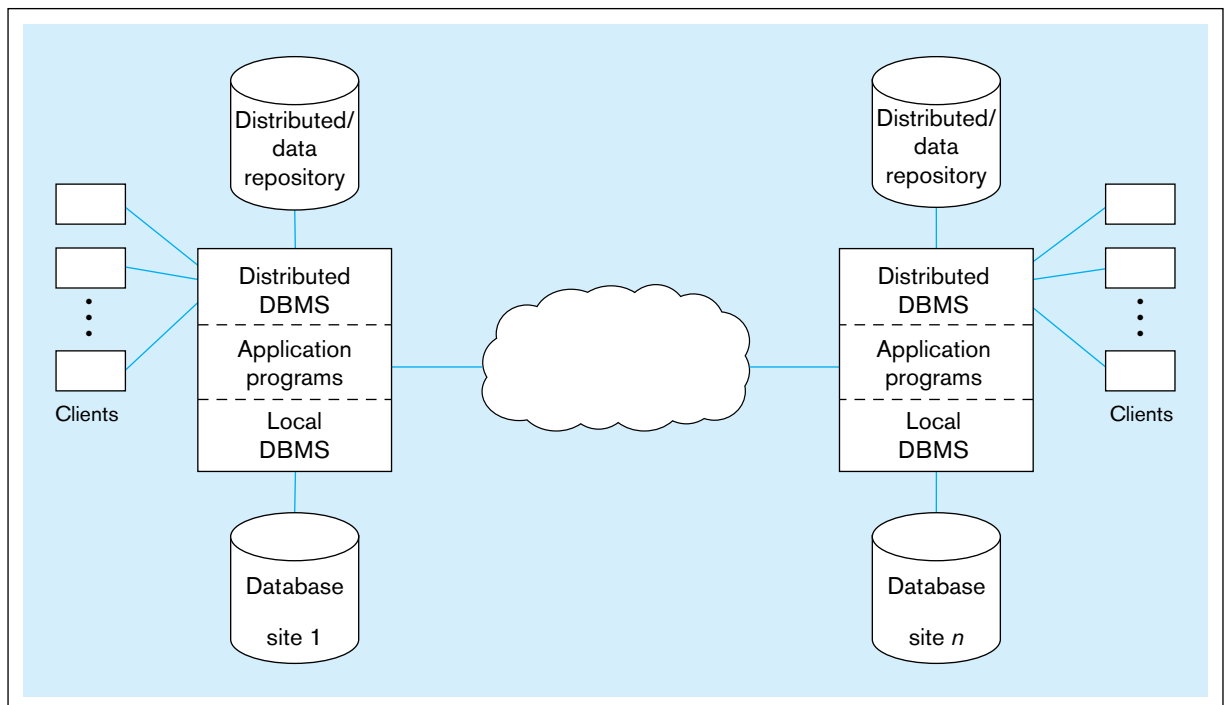 Distributed/
data
repository
Distributed
DBMS
Application
programs
Local
DBMS
Clients
Database
site 1
Distributed/
data
repository
Distributed
DBMS
Application
programs
Local
DBMS
Clients
Database
site n